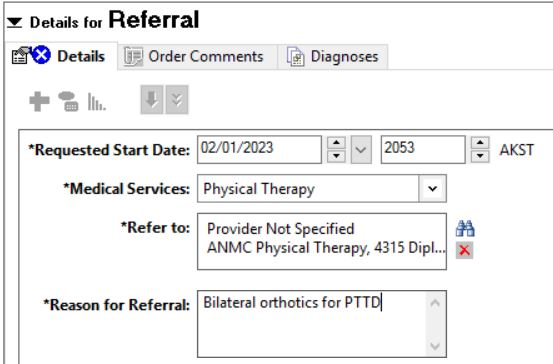 Details for Referral
Details Order Comments Diagnoses
*Requested Start Date: 02/01/2023 2053 AKST
*Medical Services: Physical Therapy
*Refer to: Provider Not Specified
ANMC Physical Therapy, 4315 Dipl...
*Reason for Referral: Bilateral orthotics for PTTD